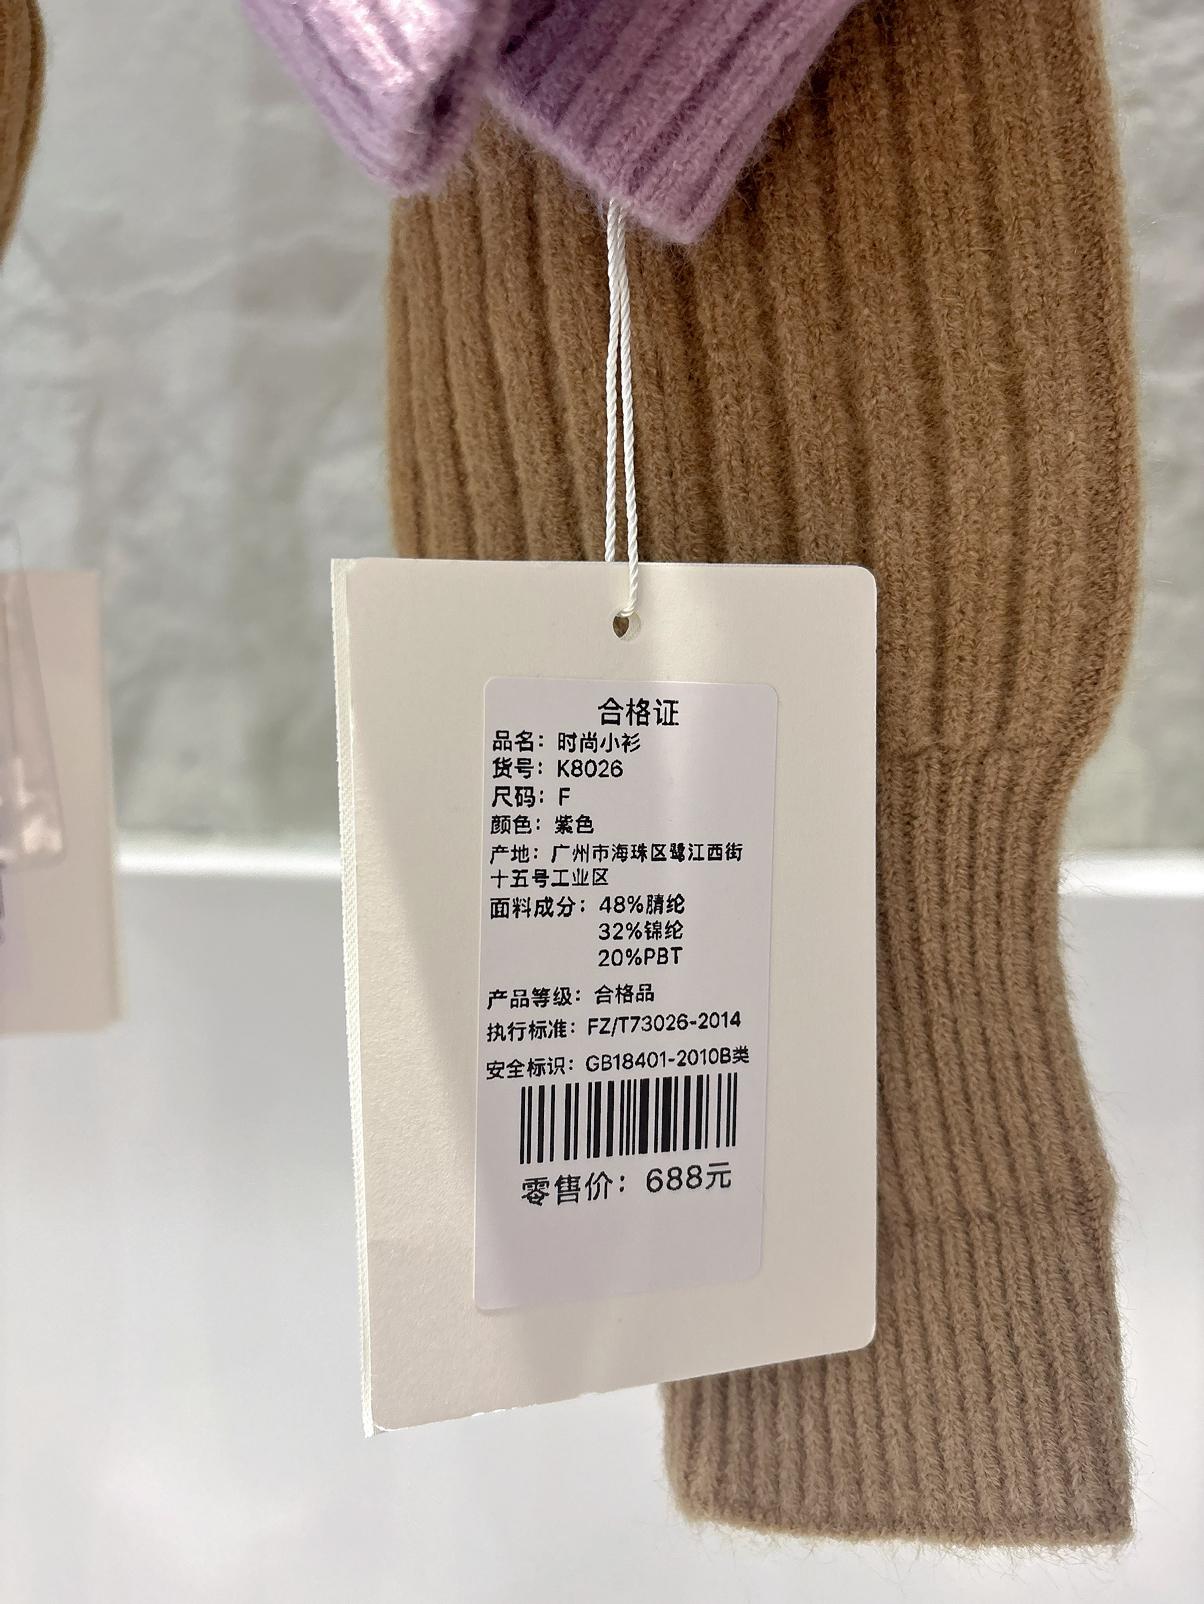 合格证
品名：时尚小衫
货号：K8026
尺码：F
颜色：紫色
产地：广州市海珠区鹭江西街
十五号工业区
面料成分：48%腈纶
32%锦纶
20%PBT
产品等级：合格品
执行标准：FZ/T73026-2014
安全标识：GB18401-2010B类
零售价：688元